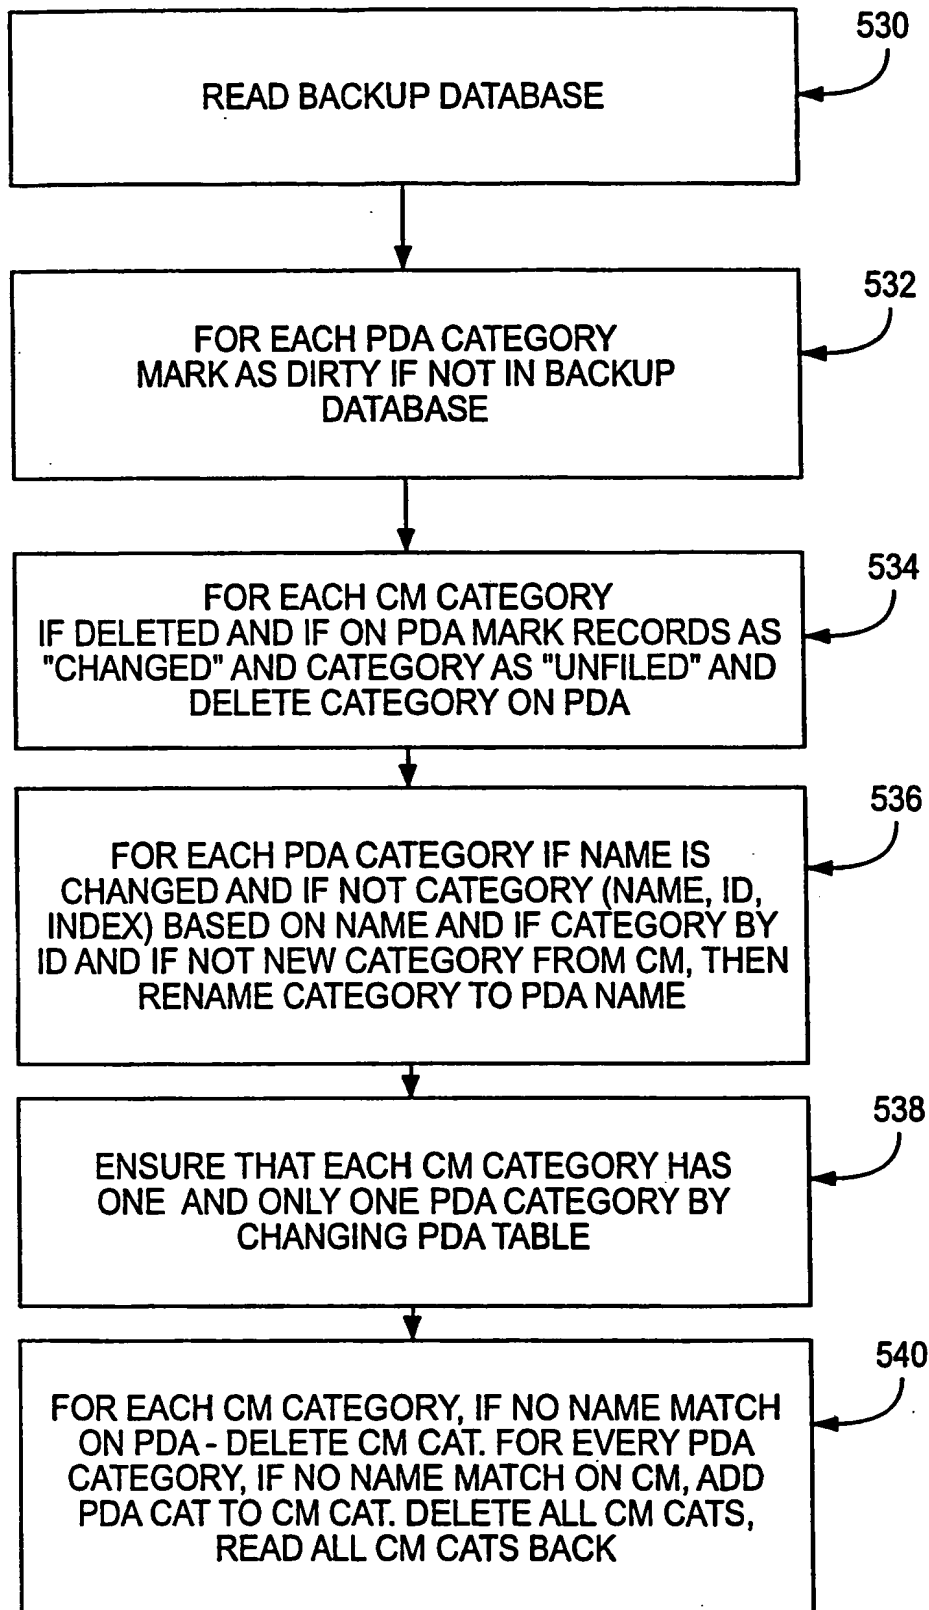 530
READ BACKUP DATABASE
532
FOR EACH PDA CATEGORY
MARK AS DIRTY IF NOT IN BACKUP
DATABASE
534
FOR EACH CM CATEGORY
IF DELETED AND IF ON PDA MARK RECORDS AS
"CHANGED" AND CATEGORY AS "UNFILED" AND
DELETE CATEGORY ON PDA
536
FOR EACH PDA CATEGORY IF NAME IS
CHANGED AND IF NOT CATEGORY (NAME, ID,
INDEX) BASED ON NAME AND IF CATEGORY BY
ID AND IF NOT NEW CATEGORY FROM CM, THEN
RENAME CATEGORY TO PDA NAME
538
ENSURE THAT EACH CM CATEGORY HAS
ONE AND ONLY ONE PDA CATEGORY BY
CHANGING PDA TABLE
540
FOR EACH CM CATEGORY, IF NO NAME MATCH
ON PDA - DELETE CM CAT. FOR EVERY PDA
CATEGORY, IF NO NAME MATCH ON CM, ADD
PDA CAT TO CM CAT. DELETE ALL CM CATS,
READ ALL CM CATS BACK